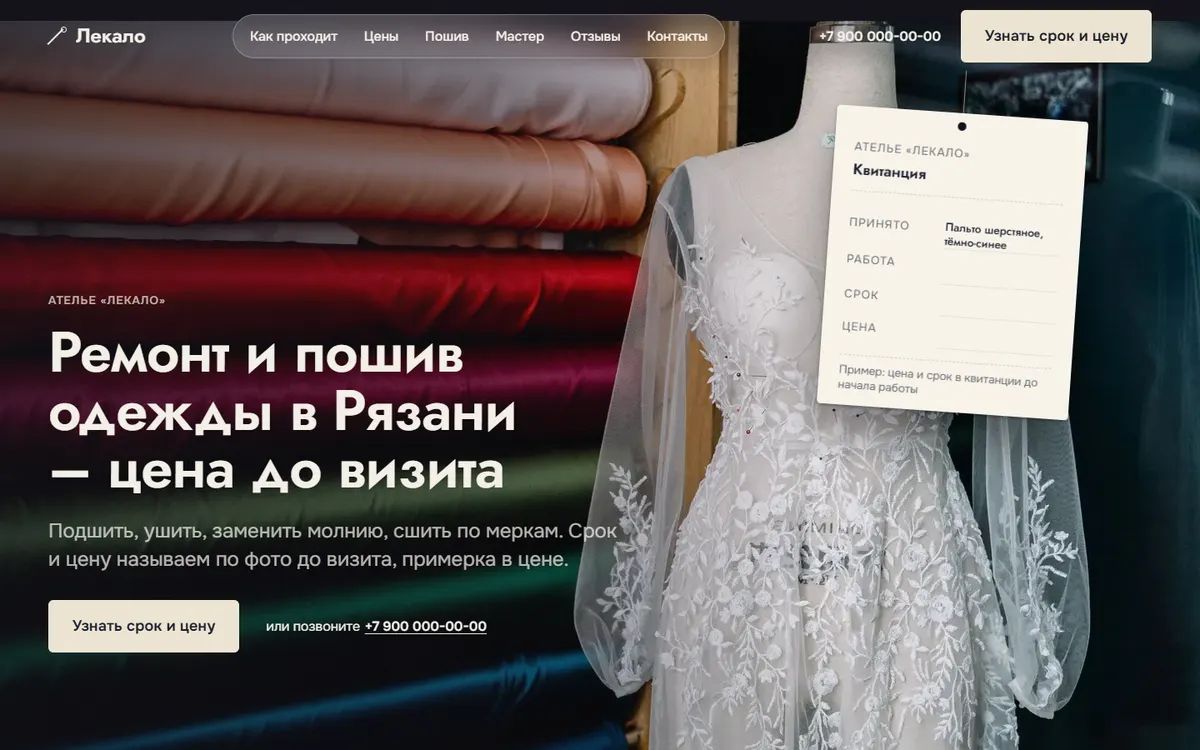 Лекало
Как проходит
Цены
Пошив
Мастер
Отзывы
Контакты
+7 900 000-00-00
Узнать срок и цену
АТЕЛЬЕ «ЛЕКАЛО»
Квитанция
ПРИНЯТО
Пальто шерстяное,
тёмно-синее
РАБОТА
СРОК
ЦЕНА
Пример: цена и срок в квитанции до
начала работы
АТЕЛЬЕ «ЛЕКАЛО»
Ремонт и пошив
одежды в Рязани
— цена до визита
Подшить, ушить, заменить молнию, сшить по меркам. Срок
и цену называем по фото до визита, примерка в цене.
Узнать срок и цену
или позвоните +7 900 000-00-00